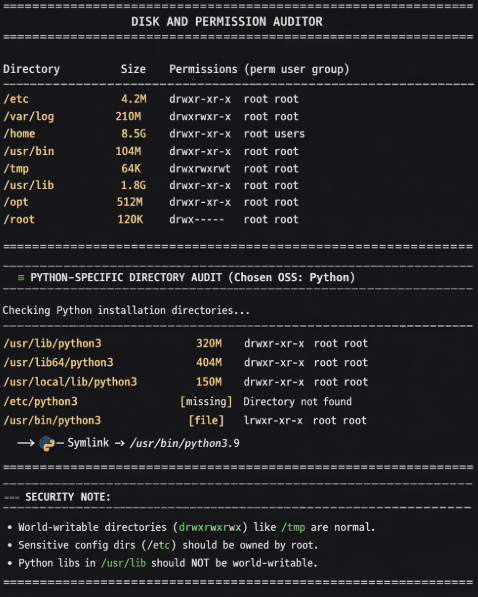 ==================================================================
DISK AND PERMISSION AUDITOR
==================================================================
Directory Size Permissions (perm user group)
------------------------------------------------------------------
/etc 4.2M drwxr-xr-x root root
/var/log 210M drwxrwxr-x root root
/home 8.5G drwxr-xr-x root users
/usr/bin 104M drwxr-xr-x root root
/tmp 64K drwxrwxrwt root root
/usr/lib 1.8G drwxr-xr-x root root
/opt 512M drwxr-xr-x root root
/root 120K drwx----- root root
==================================================================
------------------------------------------------------------------
≡ PYTHON-SPECIFIC DIRECTORY AUDIT (Chosen OSS: Python)
------------------------------------------------------------------
Checking Python installation directories...
------------------------------------------------------------------
/usr/lib/python3 320M drwxr-xr-x root root
/usr/lib64/python3 404M drwxr-xr-x root root
/usr/local/lib/python3 150M drwxr-xr-x root root
/etc/python3 [missing] Directory not found
/usr/bin/python3 [file] lrwxr-xr-x root root
→ — Symlink → /usr/bin/python3.9
==================================================================
------------------------------------------------------------------
=== SECURITY NOTE:
------------------------------------------------------------------
• World-writable directories (drwxrwxrwx) like /tmp are normal.
• Sensitive config dirs (/etc) should be owned by root.
• Python libs in /usr/lib should NOT be world-writable.
==================================================================